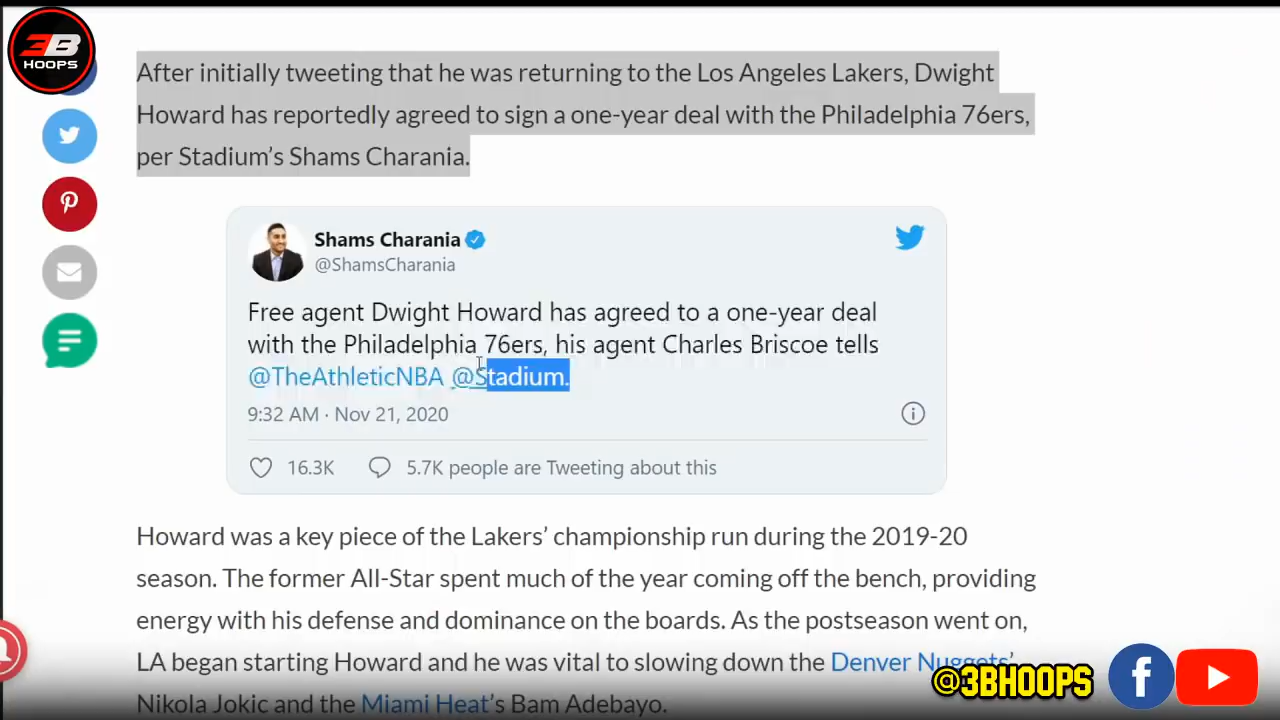 3B
HOOPS
After initially tweeting that he was returning to the Los Angeles Lakers, Dwight
Howard has reportedly agreed to sign a one-year deal with the Philadelphia 76ers,
per Stadium’s Shams Charania.
Shams Charania
@ShamsCharania
Free agent Dwight Howard has agreed to a one-year deal
with the Philadelphia 76ers, his agent Charles Briscoe tells
@TheAthleticNBA @Stadium.
9:32 AM · Nov 21, 2020
16.3K 5.7K people are Tweeting about this
Howard was a key piece of the Lakers’ championship run during the 2019-20
season. The former All-Star spent much of the year coming off the bench, providing
energy with his defense and dominance on the boards. As the postseason went on,
LA began starting Howard and he was vital to slowing down the Denver Nuggets’
Nikola Jokic and the Miami Heat’s Bam Adebayo.
@3BHOOPS